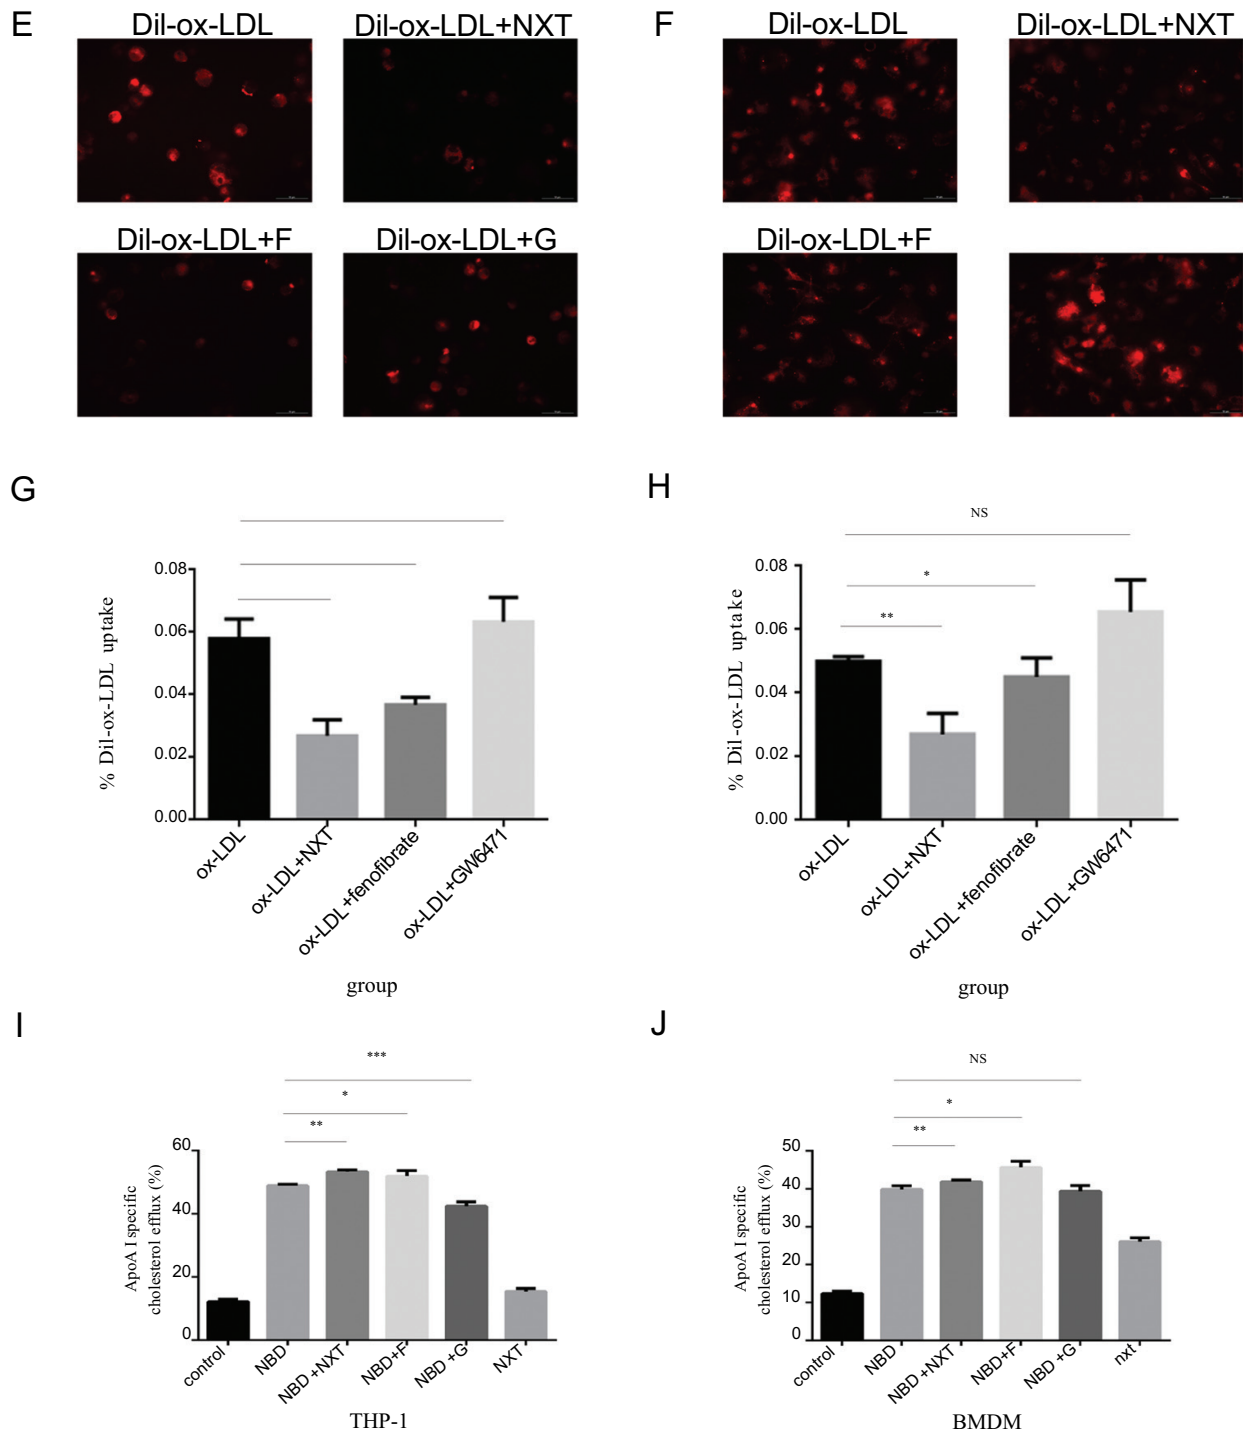 E
Dil-ox-LDL
Dil-ox-LDL+NXT
Dil-ox-LDL+F
Dil-ox-LDL+G
F
Dil-ox-LDL
Dil-ox-LDL+NXT
Dil-ox-LDL+F
G
0.08
0.06
0.04
0.02
0.00
% Dil-ox-LDL uptake
ox-LDL
ox-LDL+NXT
ox-LDL+fenofibrate
ox-LDL+GW6471
group
H
NS
*
**
0.08
0.06
0.04
0.02
0.00
% Dil-ox-LDL uptake
ox-LDL
ox-LDL+NXT
ox-LDL+fenofibrate
ox-LDL+GW6471
group
I
***
*
**
60
40
20
0
ApoA I specific
cholesterol efflux (%)
control
NBD
NBD+NXT
NBD+F
NBD+G
NXT
THP-1
J
NS
*
**
50
40
30
20
10
0
ApoA I specific
cholesterol efflux (%)
control
NBD
NBD+NXT
NBD+F
NBD+G
nxt
BMDM